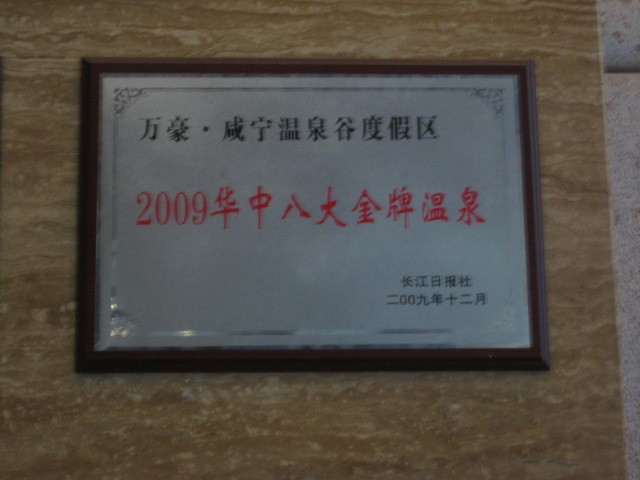 万豪·咸宁温泉谷度假区
2009华中八大金牌温泉
长江日报社
二00九年十二月